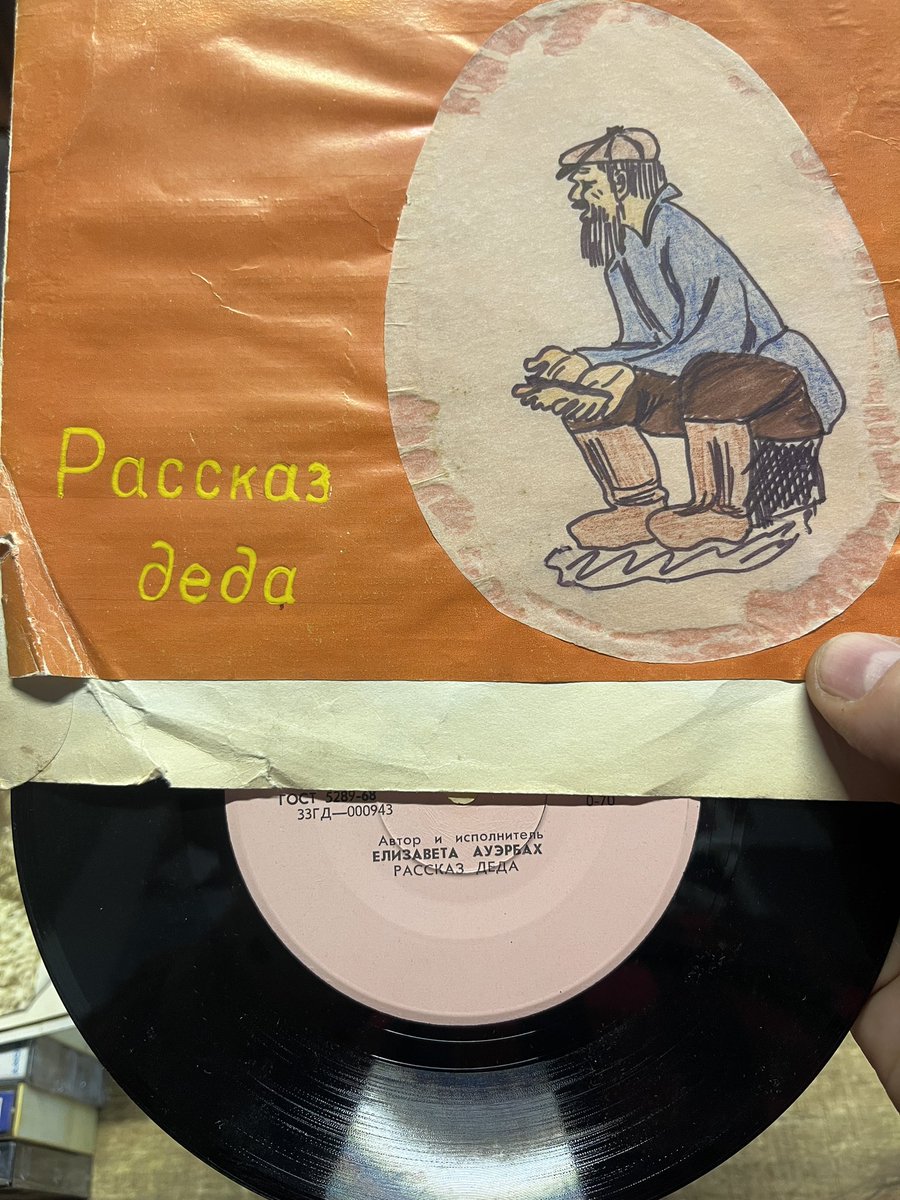 Рассказ
деда
ГОСТ 5289-68
0-70
33ГД—000943
Автор и исполнитель
ЕЛИЗАВЕТА АУЭРБАХ
РАССКАЗ ДЕДА